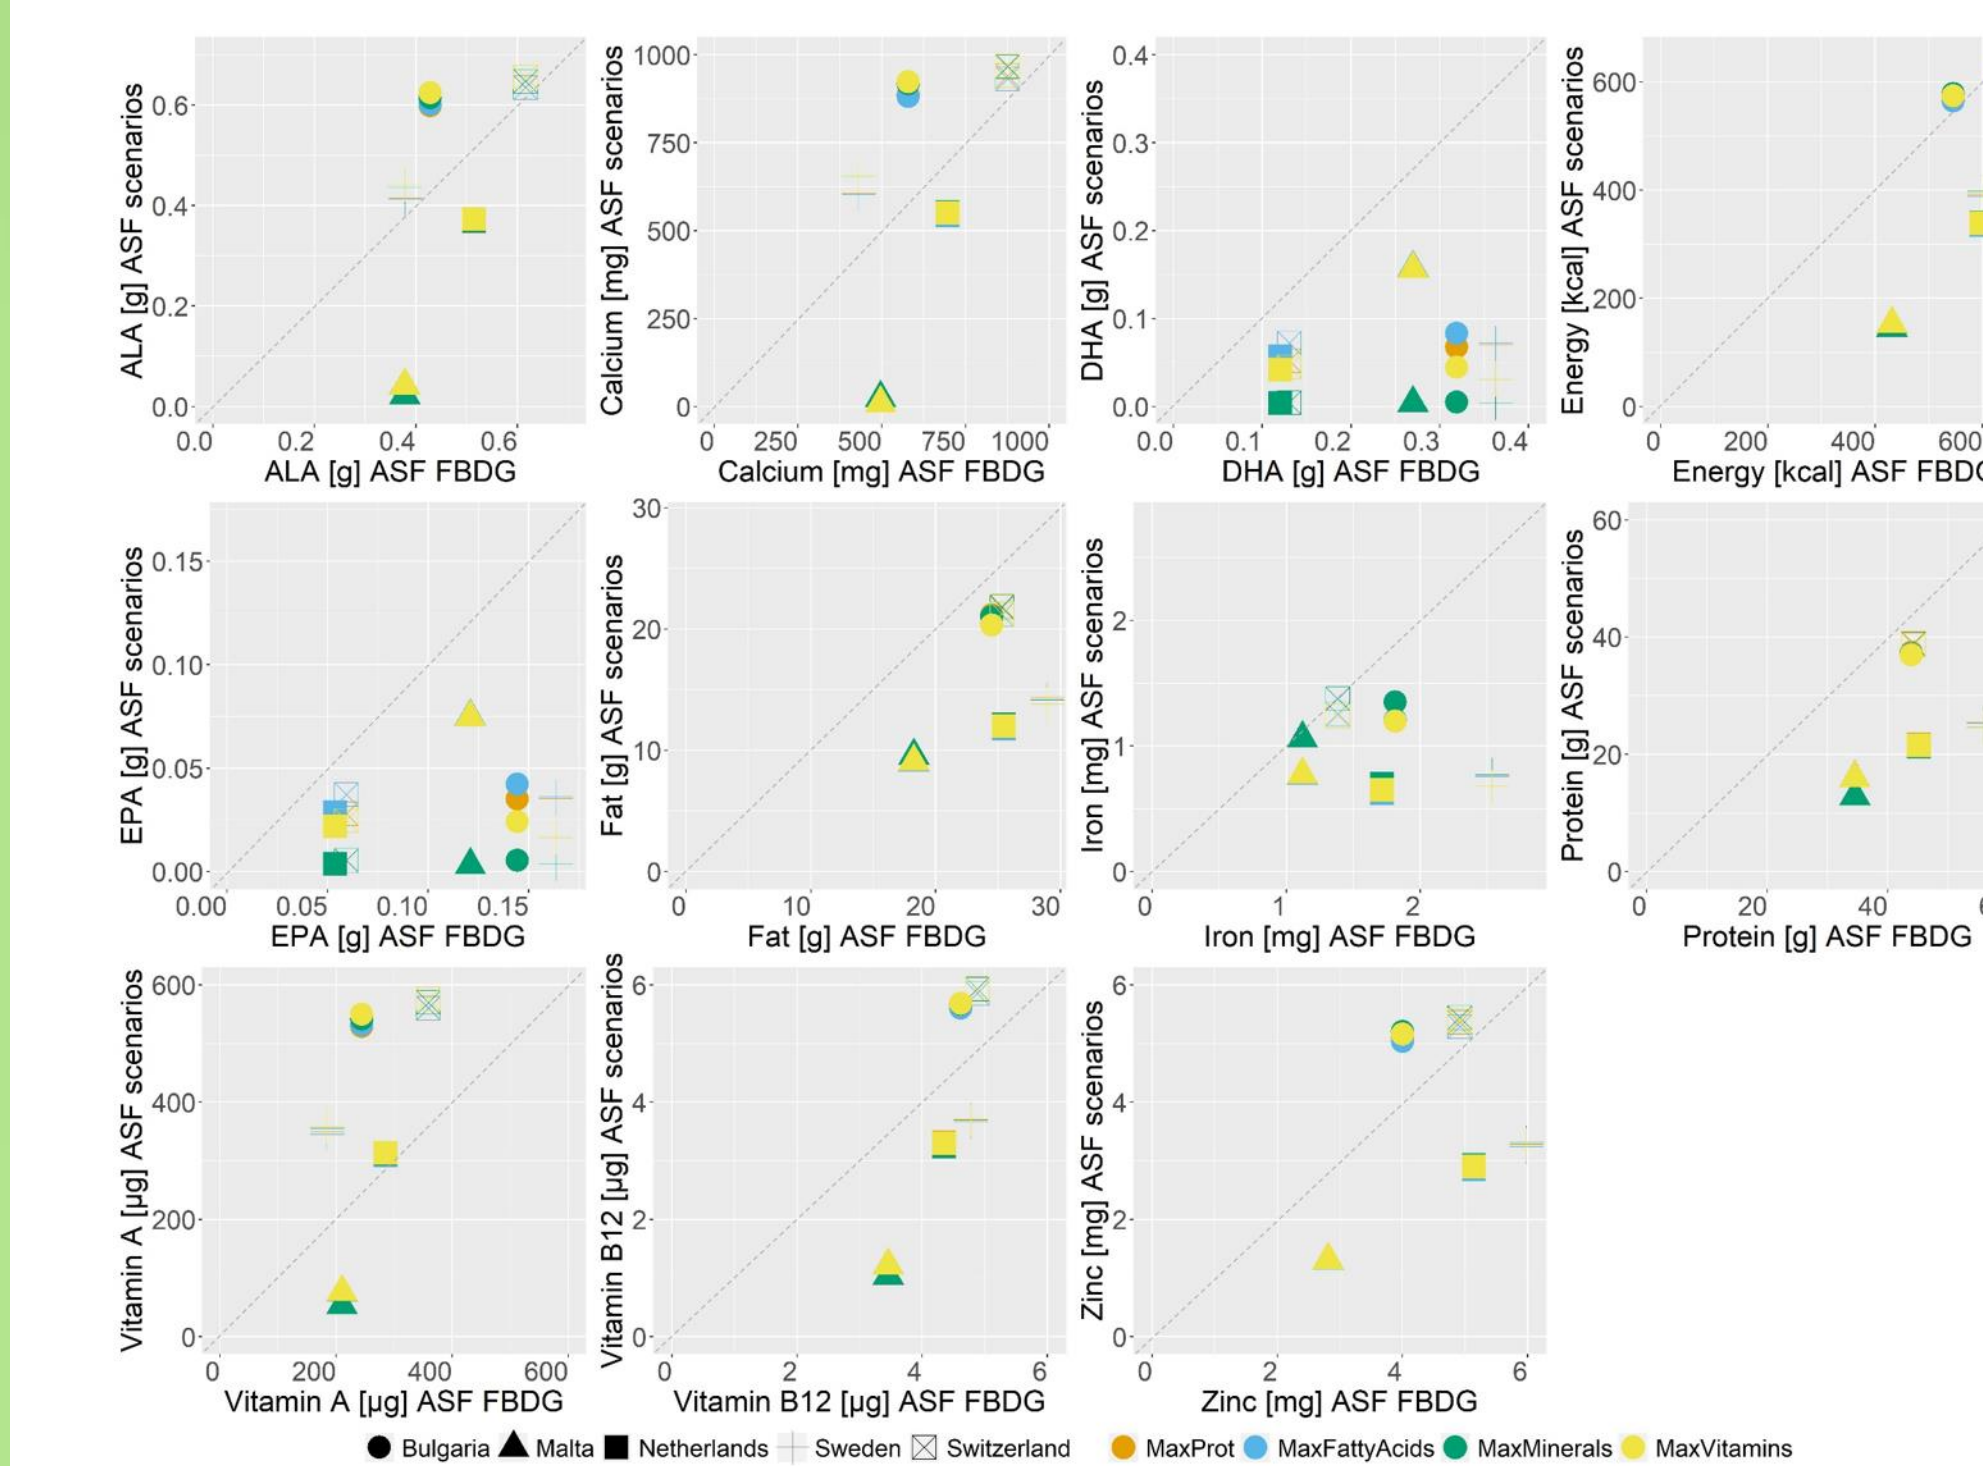 ALA [g] ASF scenarios
0.6
0.4
0.2
0.0
0.0 0.2 0.4 0.6
ALA [g] ASF FBDG
Calcium [mg] ASF scenarios
1000
750
500
250
0
0 250 500 750 1000
Calcium [mg] ASF FBDG
DHA [g] ASF scenarios
0.4
0.3
0.2
0.1
0.0
0.0 0.1 0.2 0.3 0.4
DHA [g] ASF FBDG
Energy [kcal] ASF scenarios
600
400
200
0
0 200 400 600
Energy [kcal] ASF FBDG
EPA [g] ASF scenarios
0.15
0.10
0.05
0.00
0.00 0.05 0.10 0.15
EPA [g] ASF FBDG
Fat [g] ASF scenarios
30
20
10
0
0 10 20 30
Fat [g] ASF FBDG
Iron [mg] ASF scenarios
2
1
0
0 1 2
Iron [mg] ASF FBDG
Protein [g] ASF scenarios
60
40
20
0
0 20 40 6
Protein [g] ASF FBDG
Vitamin A [µg] ASF scenarios
600
400
200
0
0 200 400 600
Vitamin A [µg] ASF FBDG
Vitamin B12 [µg] ASF scenarios
6
4
2
0
0 2 4 6
Vitamin B12 [µg] ASF FBDG
Zinc [mg] ASF scenarios
6
4
2
0
0 2 4 6
Zinc [mg] ASF FBDG
Bulgaria Malta Netherlands Sweden Switzerland MaxProt MaxFattyAcids MaxMinerals MaxVitamins